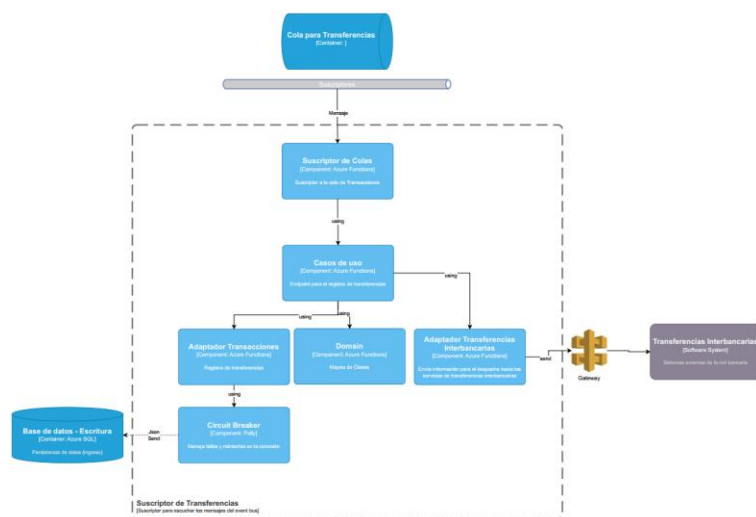 Cola para Transferencias
[Container: ]
Suscriptores
Mensaje
Suscriptor de Colas
[Component: Azure Functions]
Suscriptor a la cola de Transacciones
using
Casos de uso
[Component: Azure Functions]
Endpoint para el registro de transferencias
using
using
using
Adaptador Transacciones
[Component: Azure Functions]
Registro de transferencias
Domain
[Component: Azure Functions]
Mapeo de Clases
Adaptador Transferencias
Interbancarias
[Component: Azure Functions]
Envía información para el despacho hacia los
servicios de transferencias interbancarias
send
Gateway
Transferencias Interbancarias
[Software System]
Sistemas externos de la red bancaria
using
Circuit Breaker
[Component: Polly]
Maneja fallas y reintentos en la conexión
Json
Send
Base de datos - Escritura
[Container: Azure SQL]
Persistencia de datos (ingreso)
Suscriptor de Transferencias
[Suscriptor para escuchar los mensajes del event bus]